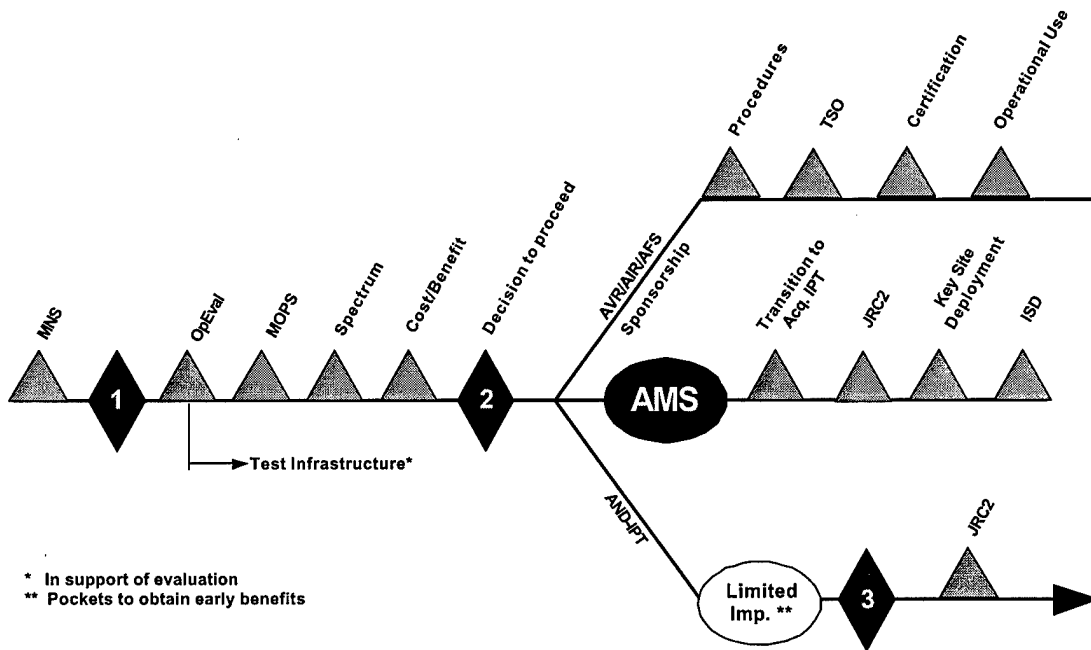 Procedures
TSO
Certification
Operational Use
AVR/AIR/AFS
Sponsorship
MNS
1
OpEval
MOPS
Spectrum
Cost/Benefit
Decision to proceed
2
AMS
Transition to
Acq. IPT
JRC2
Key Site
Deployment
ISD
Test Infrastructure*
AND-IPT
Limited
Imp. **
3
JRC2
* In support of evaluation
** Pockets to obtain early benefits